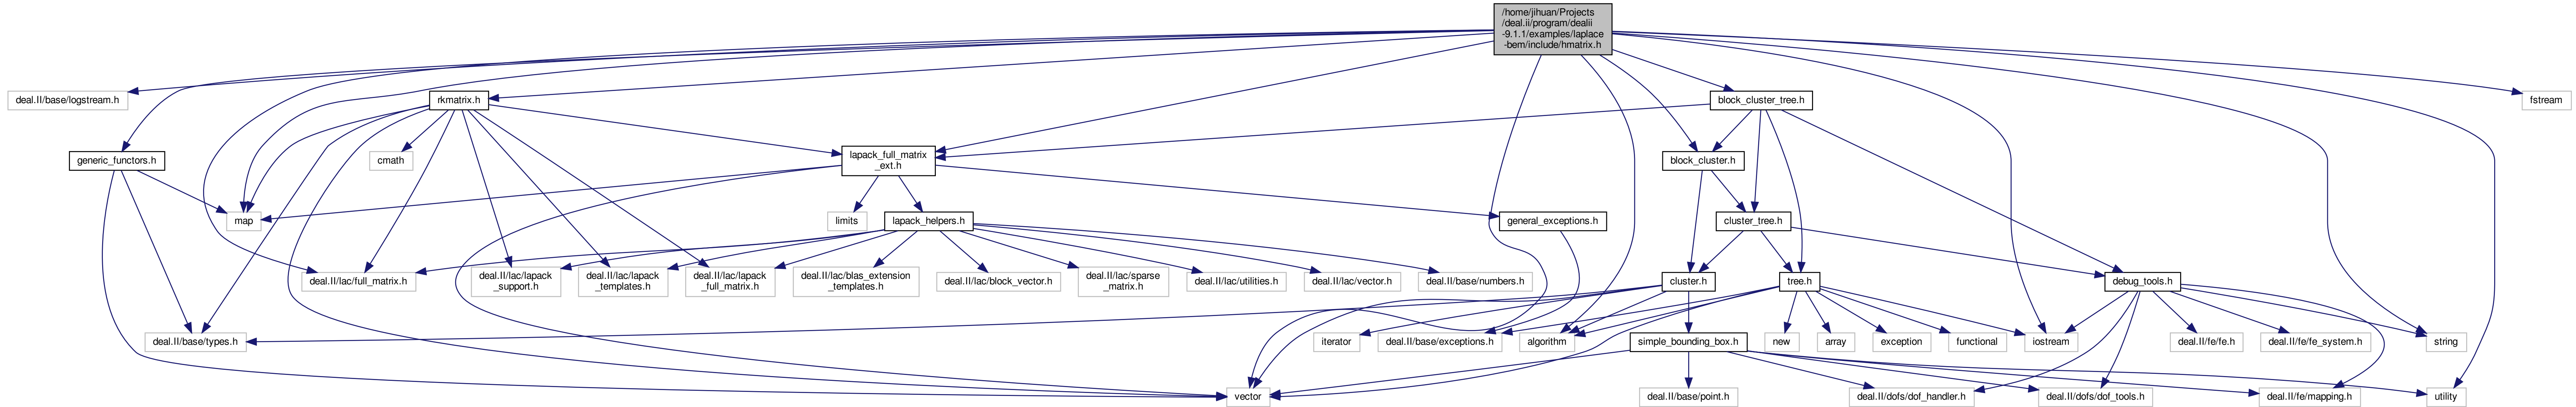 /home/jihuan/Projects
/deal.ii/program/dealii
-9.1.1/examples/laplace
-bem/include/hmatrix.h
deal.II/base/logstream.h
rkmatrix.h
block_cluster_tree.h
fstream
generic_functors.h
cmath
lapack_full_matrix
_ext.h
block_cluster.h
map
limits
lapack_helpers.h
general_exceptions.h
cluster_tree.h
deal.II/lac/full_matrix.h
deal.II/lac/lapack
_support.h
deal.II/lac/lapack
_templates.h
deal.II/lac/lapack
_full_matrix.h
deal.II/lac/blas_extension
_templates.h
deal.II/lac/block_vector.h
deal.II/lac/sparse
_matrix.h
deal.II/lac/utilities.h
deal.II/lac/vector.h
deal.II/base/numbers.h
cluster.h
tree.h
debug_tools.h
deal.II/base/types.h
iterator
deal.II/base/exceptions.h
algorithm
simple_bounding_box.h
new
array
exception
functional
iostream
deal.II/fe/fe.h
deal.II/fe/fe_system.h
string
vector
deal.II/base/point.h
deal.II/dofs/dof_handler.h
deal.II/dofs/dof_tools.h
deal.II/fe/mapping.h
utility